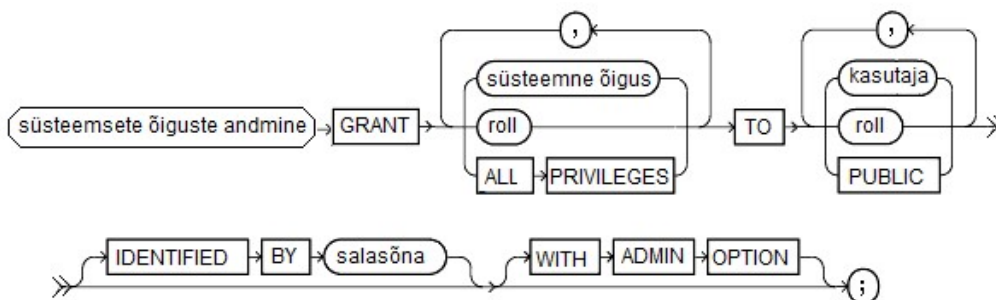 , ,
süsteemne õigus kasutaja
süsteemsete õiguste andmine GRANT roll TO roll
ALL PRIVILEGES PUBLIC
IDENTIFIED BY salasõna WITH ADMIN OPTION
;